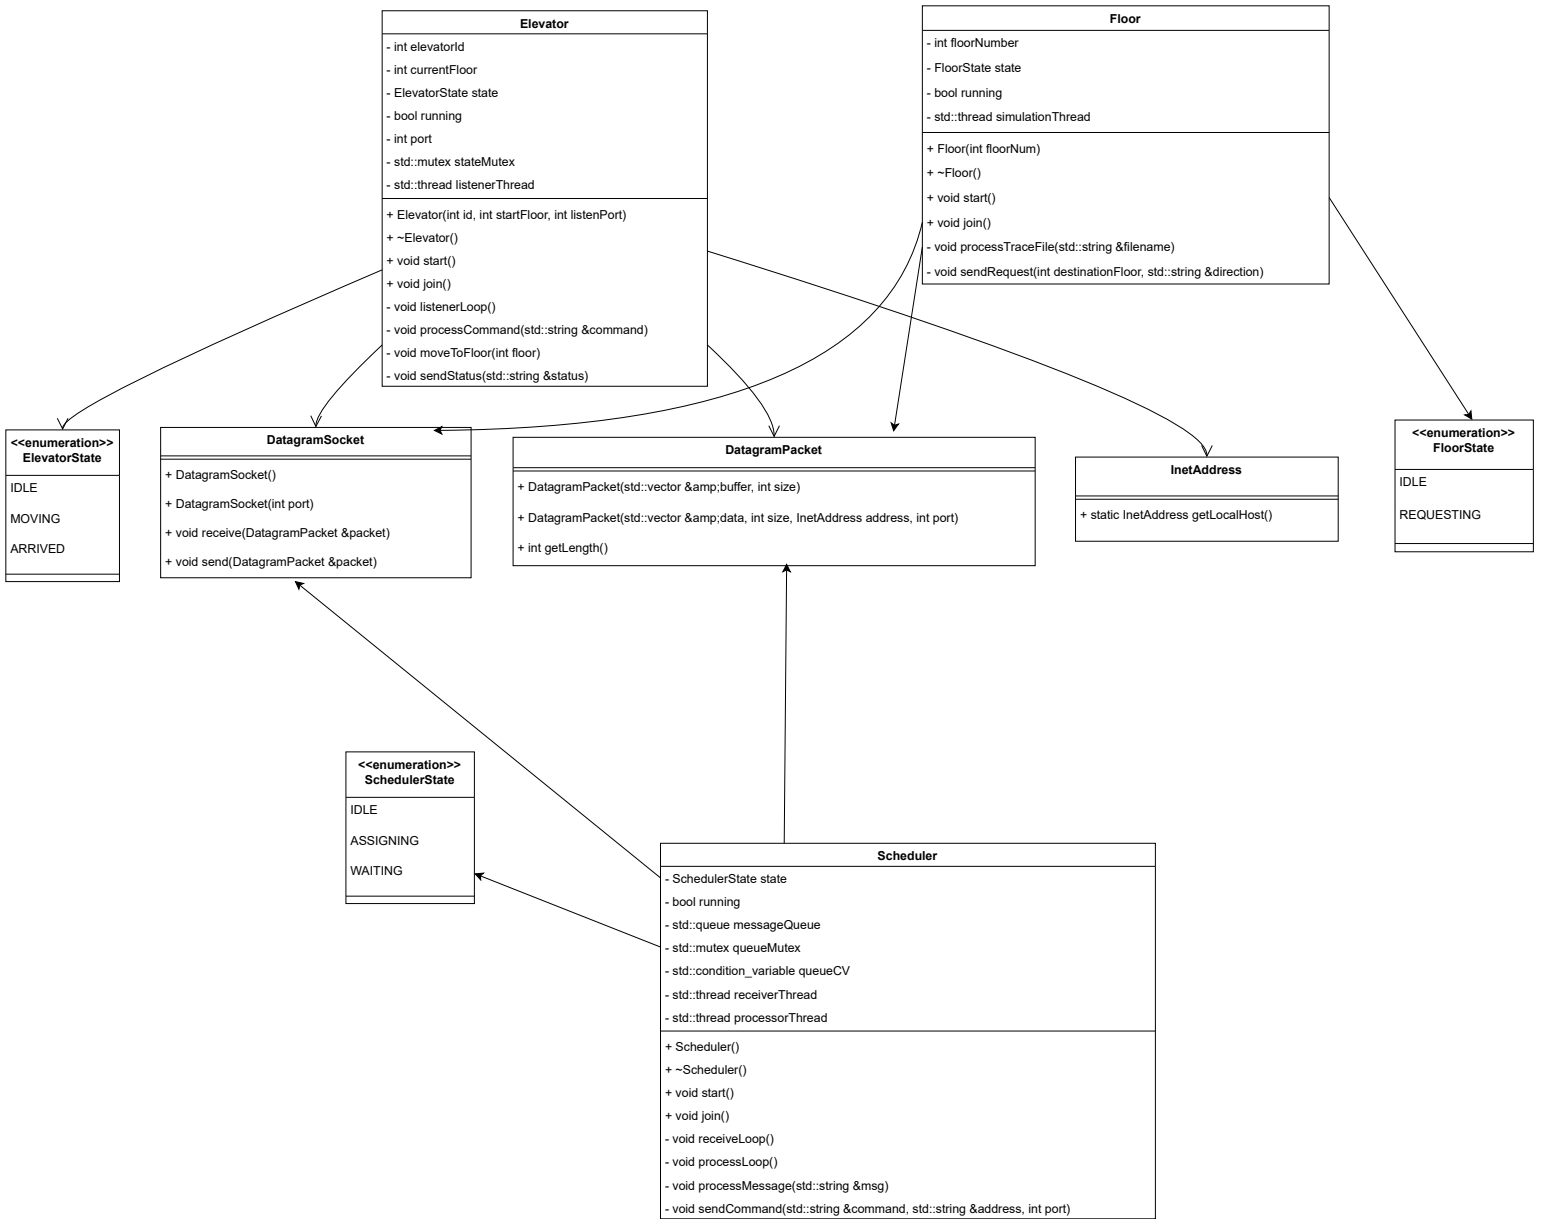 Elevator
- int elevatorId
- int currentFloor
- ElevatorState state
- bool running
- int port
- std::mutex stateMutex
- std::thread listenerThread
+ Elevator(int id, int startFloor, int listenPort)
+ ~Elevator()
+ void start()
+ void join()
- void listenerLoop()
- void processCommand(std::string &command)
- void moveToFloor(int floor)
- void sendStatus(std::string &status)
Floor
- int floorNumber
- FloorState state
- bool running
- std::thread simulationThread
+ Floor(int floorNum)
+ ~Floor()
+ void start()
+ void join()
- void processTraceFile(std::string &filename)
- void sendRequest(int destinationFloor, std::string &direction)
<<enumeration>>
ElevatorState
IDLE
MOVING
ARRIVED
DatagramSocket
+ DatagramSocket()
+ DatagramSocket(int port)
+ void receive(DatagramPacket &packet)
+ void send(DatagramPacket &packet)
DatagramPacket
+ DatagramPacket(std::vector &amp;buffer, int size)
+ DatagramPacket(std::vector &amp;data, int size, InetAddress address, int port)
+ int getLength()
InetAddress
+ static InetAddress getLocalHost()
<<enumeration>>
FloorState
IDLE
REQUESTING
<<enumeration>>
SchedulerState
IDLE
ASSIGNING
WAITING
Scheduler
- SchedulerState state
- bool running
- std::queue messageQueue
- std::mutex queueMutex
- std::condition_variable queueCV
- std::thread receiverThread
- std::thread processorThread
+ Scheduler()
+ ~Scheduler()
+ void start()
+ void join()
- void receiveLoop()
- void processLoop()
- void processMessage(std::string &msg)
- void sendCommand(std::string &command, std::string &address, int port)